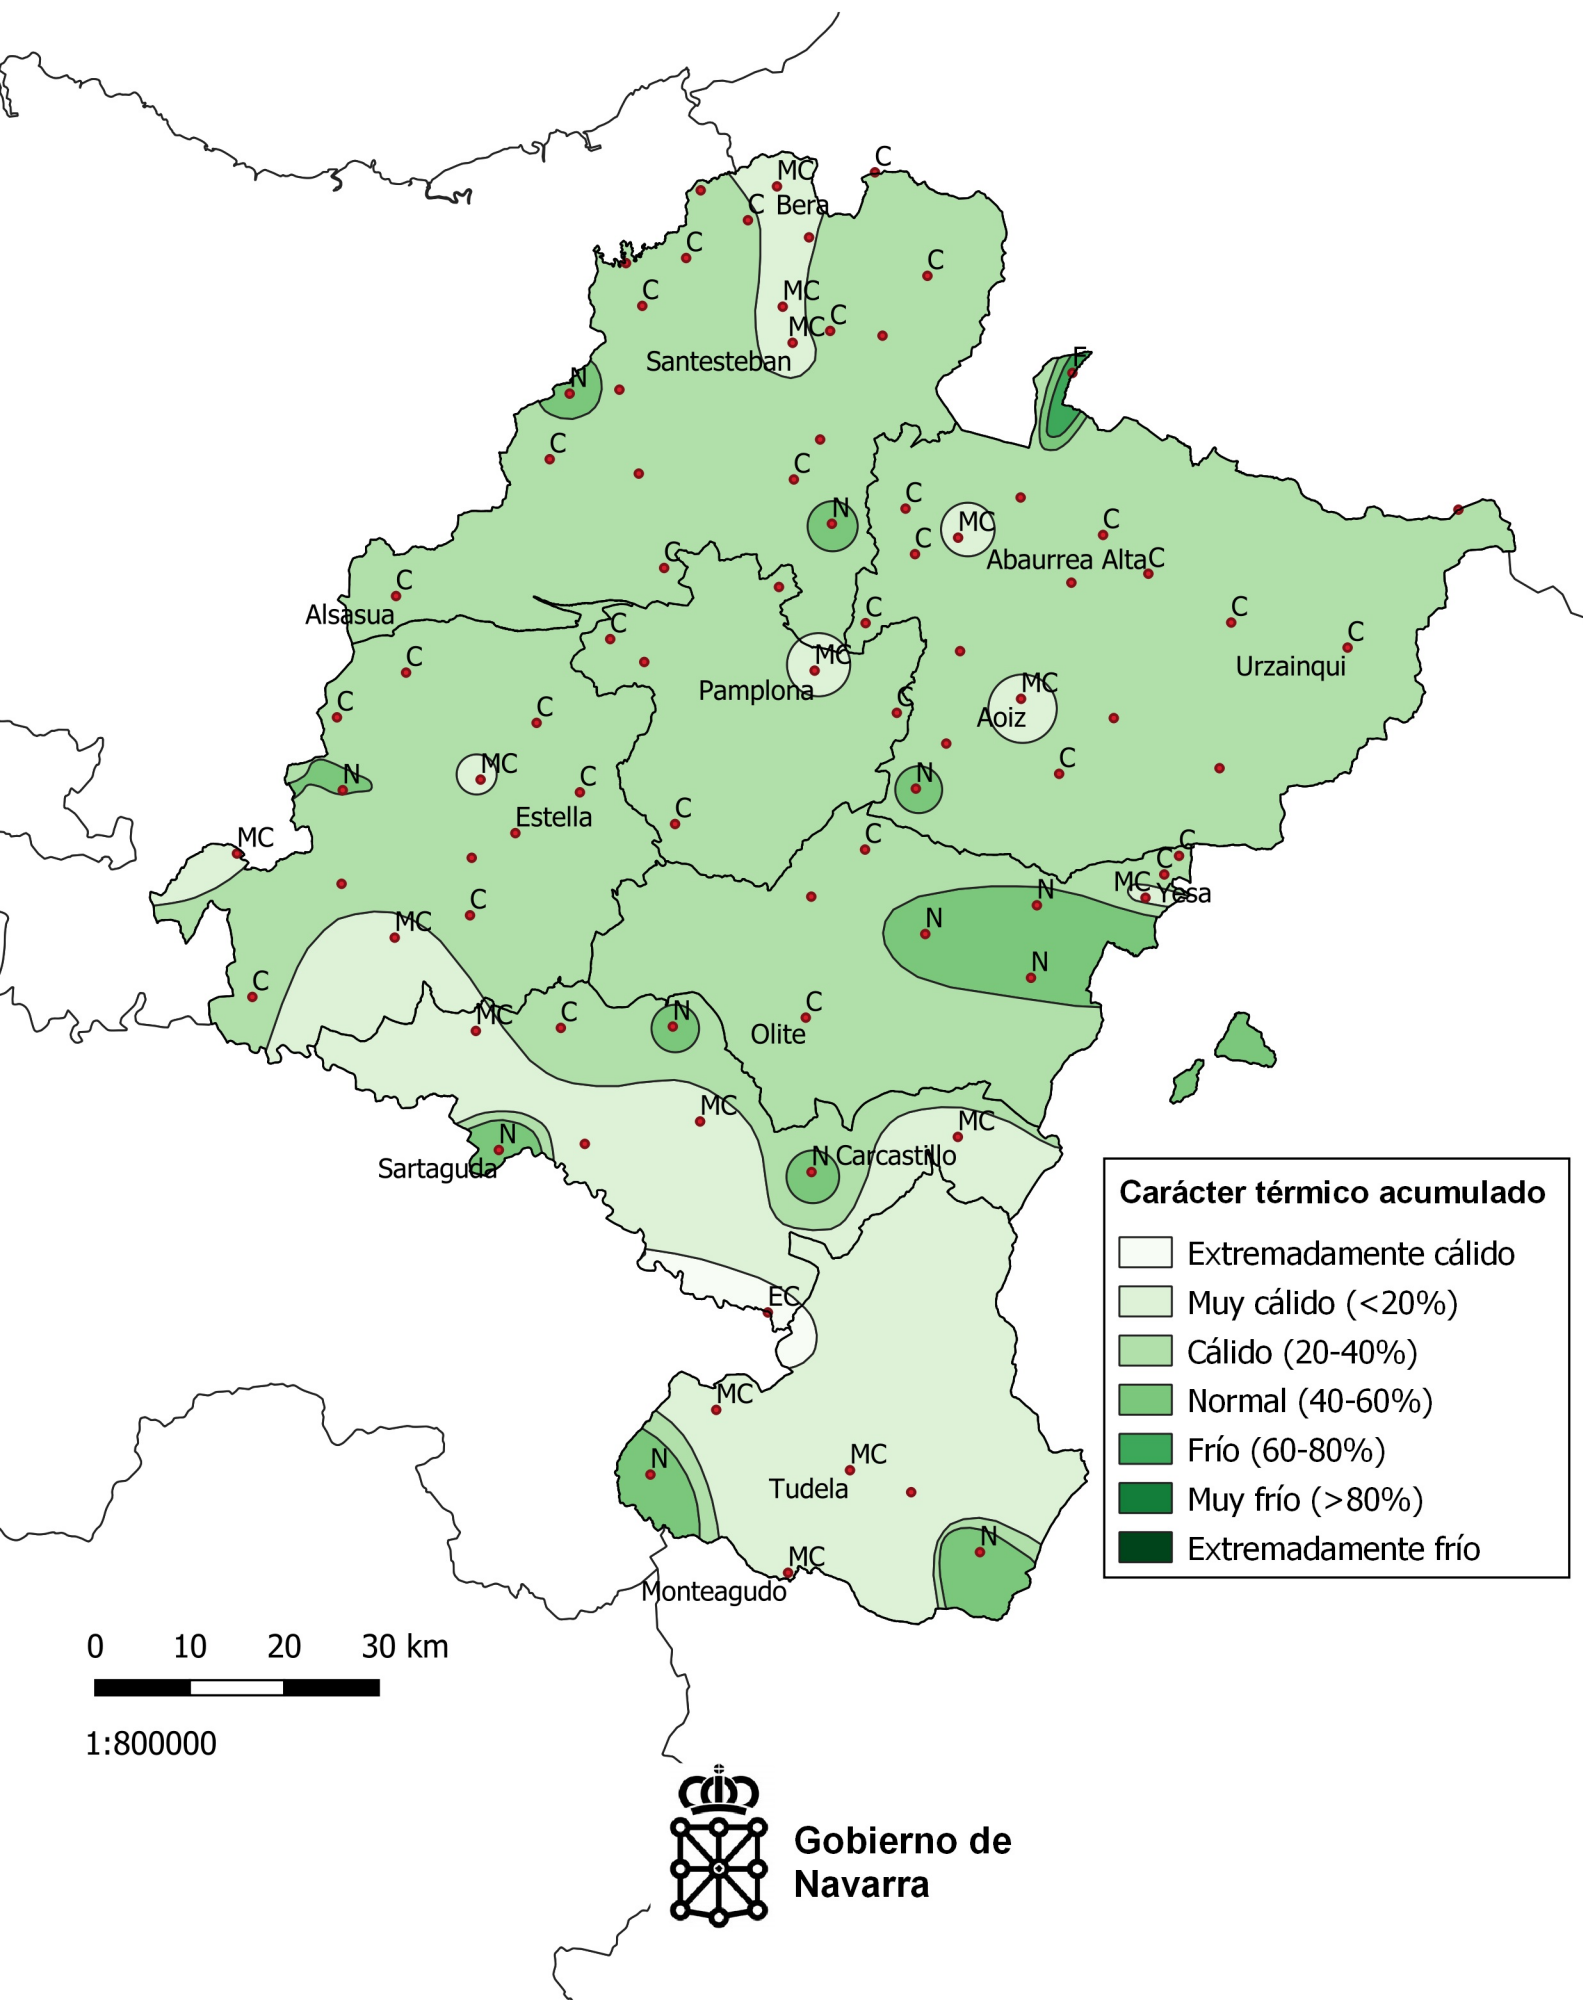 C
MC
C Bera
C
C
C
MC
MC C
Santesteban
F
N
C
C
N
C
MC
C
C
Abaurrea Alta C
C
C
Alsasua
C
C
C
C
Urzainqui
MC
Pamplona
C
C
MC
Aoiz
C
C
C
MC
N
C
Estella
N
C
C
MC
C
C
C
MC Yesa
N
C
MC
N
N
C
MC
C
N
C
Olite
MC
MC
N
Sartaguda
N Carcastillo
EC
MC
N
MC
Tudela
N
MC
Monteagudo
Carácter térmico acumulado
Extremadamente cálido
Muy cálido (<20%)
Cálido (20-40%)
Normal (40-60%)
Frío (60-80%)
Muy frío (>80%)
Extremadamente frío
0 10 20 30 km
1:800000
Gobierno de
Navarra